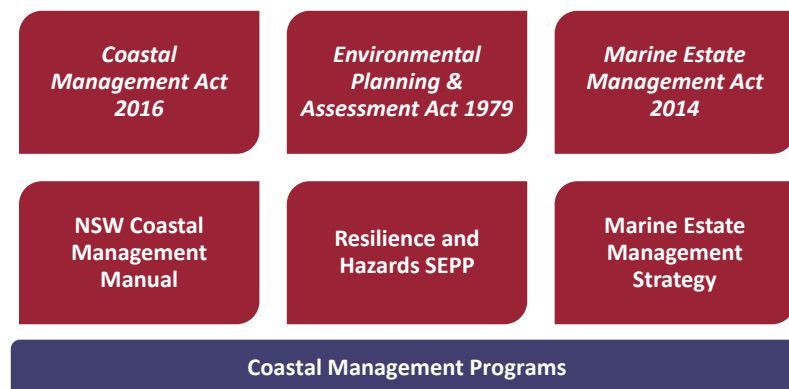 Coastal
Management Act
2016
Environmental
Planning &
Assessment Act 1979
Marine Estate
Management Act
2014
NSW Coastal
Management
Manual
Resilience and
Hazards SEPP
Marine Estate
Management
Strategy
Coastal Management Programs